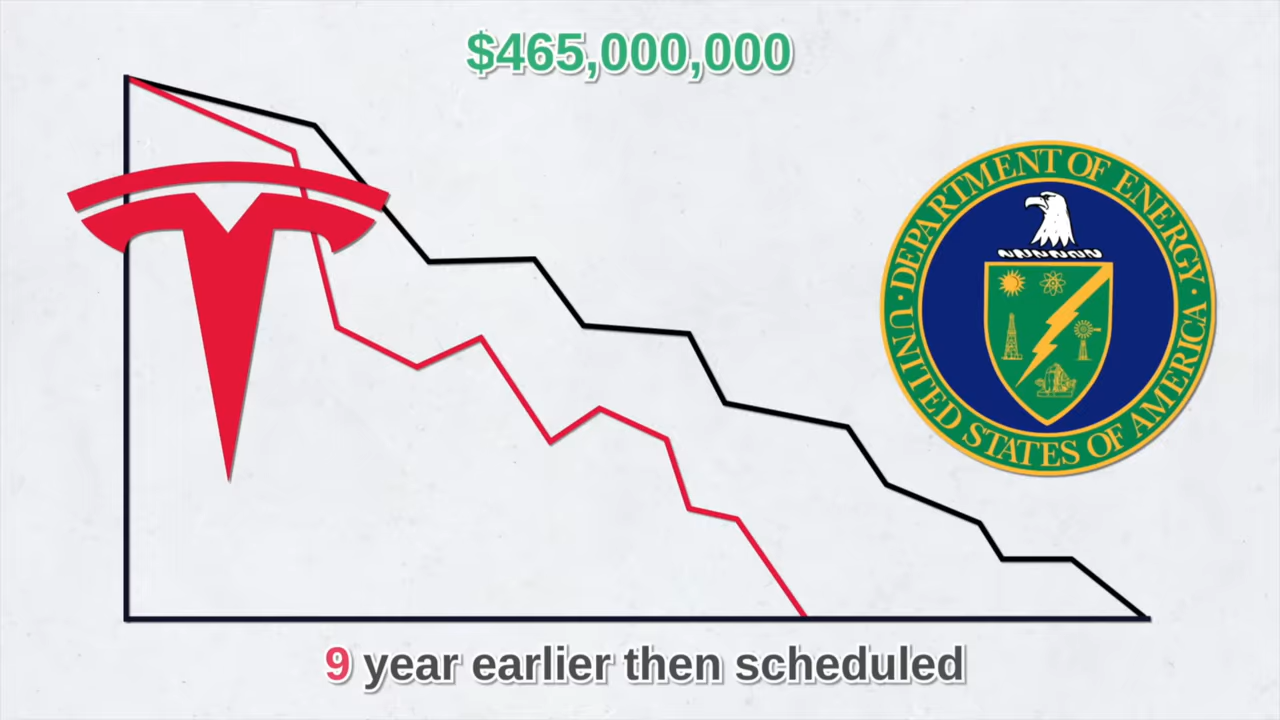 $465,000,000
DEPARTMENT OF ENERGY
UNITED STATES OF AMERICA
9 year earlier then scheduled